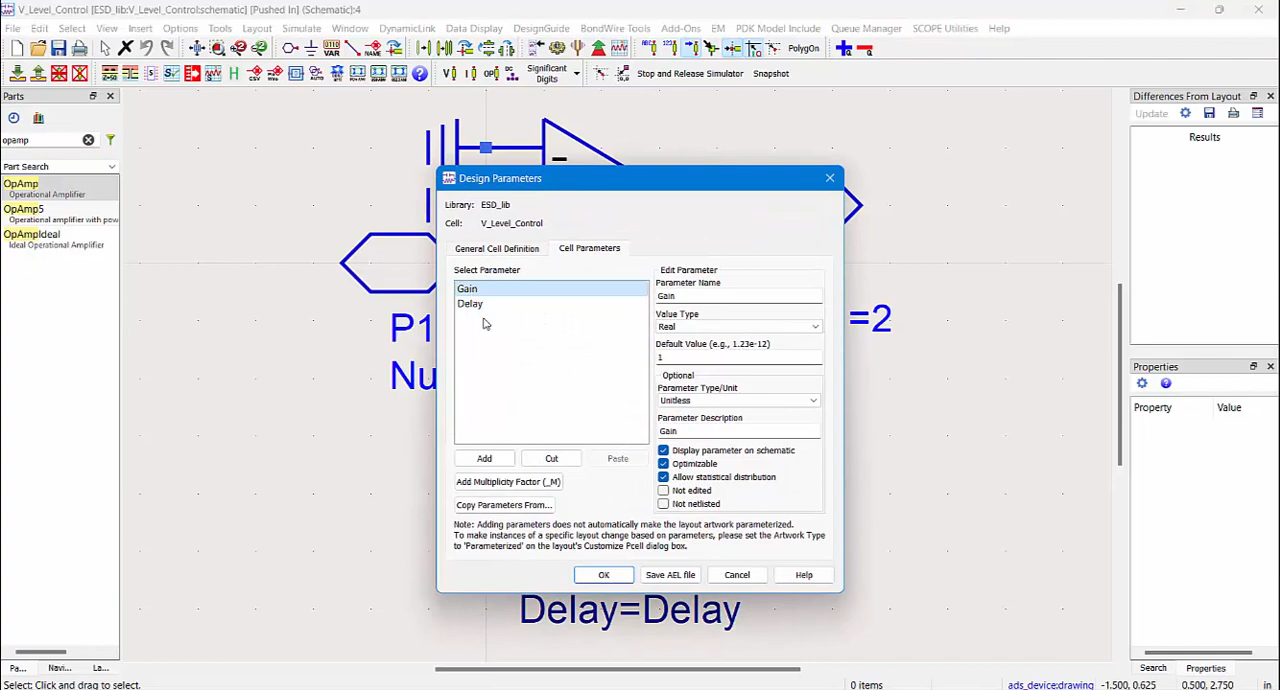 V_Level_Control [ESD_lib:V_Level_Control:schematic] [Pushed In] (Schematic):4
File Edit Select View Insert Options Tools Layout Simulate Window DynamicLink Data Display DesignGuide BondWire Tools Add-Ons EM PDK Model Include Queue Manager SCOPE Utilities Help
PolyGon
Significant
Digits
Stop and Release Simulator Snapshot
Parts
opamp
Part Search
OpAmp
Operational Amplifier
OpAmp5
Operational amplifier with pow
OpAmpIdeal
Ideal Operational Amplifier
Pa... Navi... La...
P1
Nu
=2
Delay=Delay
Design Parameters
Library: ESD_lib
Cell: V_Level_Control
General Cell Definition Cell Parameters
Select Parameter
Gain
Delay
Add Cut Paste
Add Multiplicity Factor (_M)
Copy Parameters From...
Edit Parameter
Parameter Name
Gain
Value Type
Real
Default Value (e.g., 1.23e-12)
1
Optional
Parameter Type/Unit
Unitless
Parameter Description
Gain
Display parameter on schematic
Optimizable
Allow statistical distribution
Not edited
Not netlisted
Note: Adding parameters does not automatically make the layout artwork parameterized.
To make instances of a specific layout change based on parameters, please set the Artwork Type
to 'Parameterized' on the layout's Customize Pcell dialog box.
OK Save AEL file Cancel Help
Differences From Layout
Update
Results
Properties
Property Value
Search Properties
Select: Click and drag to select.
0 items ads_device:drawing -1.500, 0.625 0.500, 2.750 in